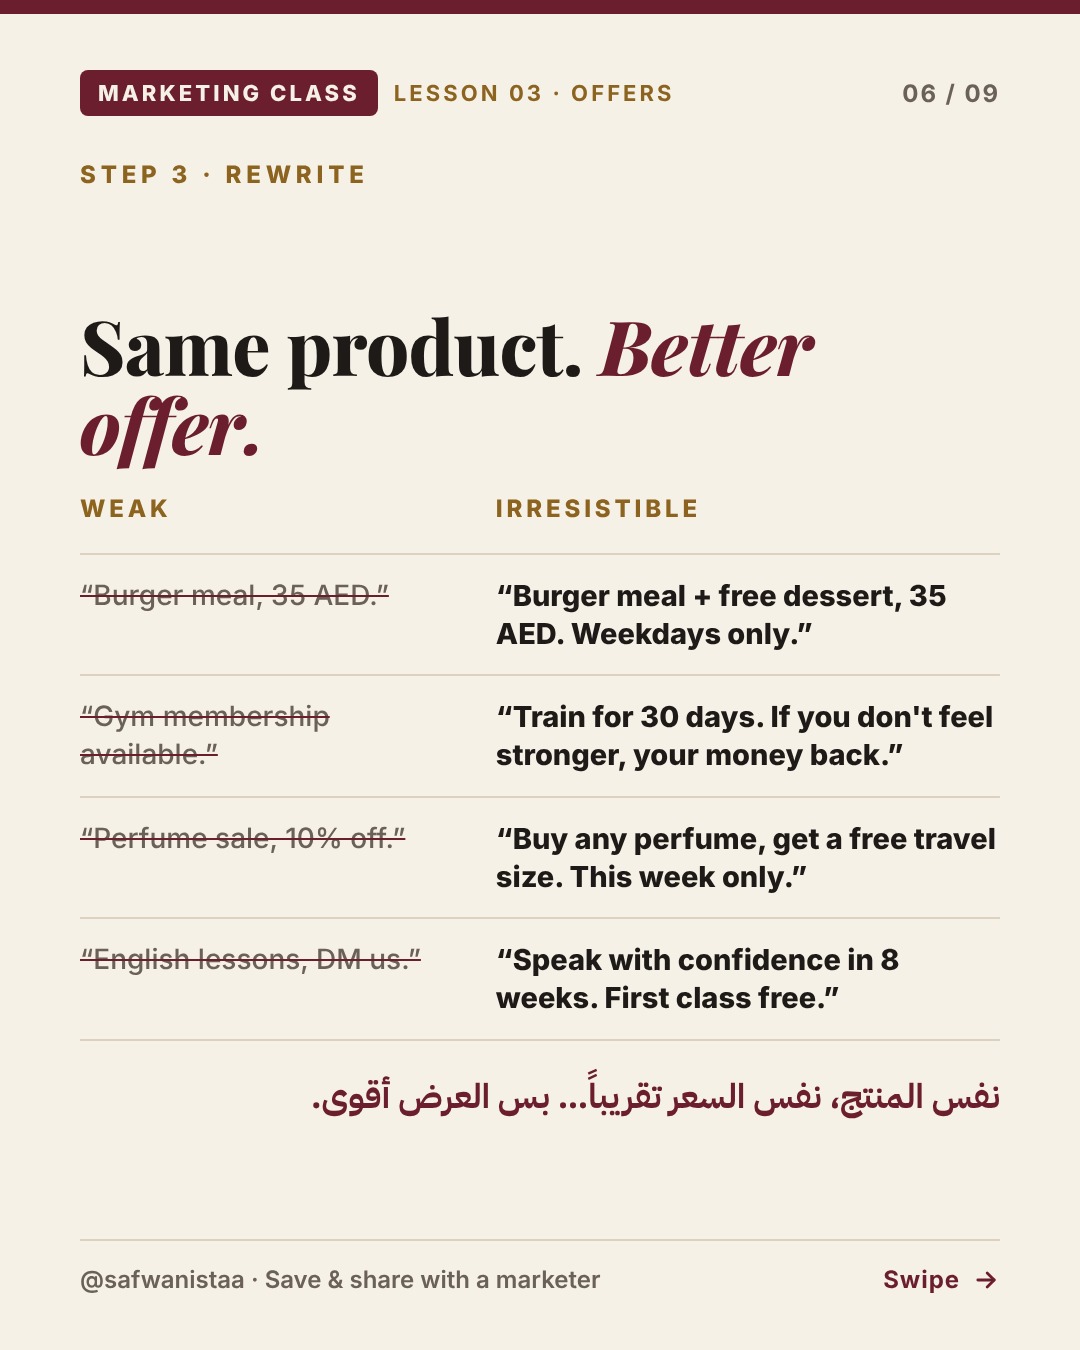 MARKETING CLASS LESSON 03 · OFFERS 06 / 09
STEP 3 · REWRITE
Same product. Better
offer.
WEAK IRRESISTIBLE
“Burger meal, 35 AED.” “Burger meal + free dessert, 35
AED. Weekdays only.”
“Gym membership
available.”
“Train for 30 days. If you don't feel
stronger, your money back.”
“Perfume sale, 10% off.” “Buy any perfume, get a free travel
size. This week only.”
“English lessons, DM us.” “Speak with confidence in 8
weeks. First class free.”
نفس المنتج، نفس السعر تقريباً... بس العرض أقوى.
@safwanistaa · Save & share with a marketer Swipe →